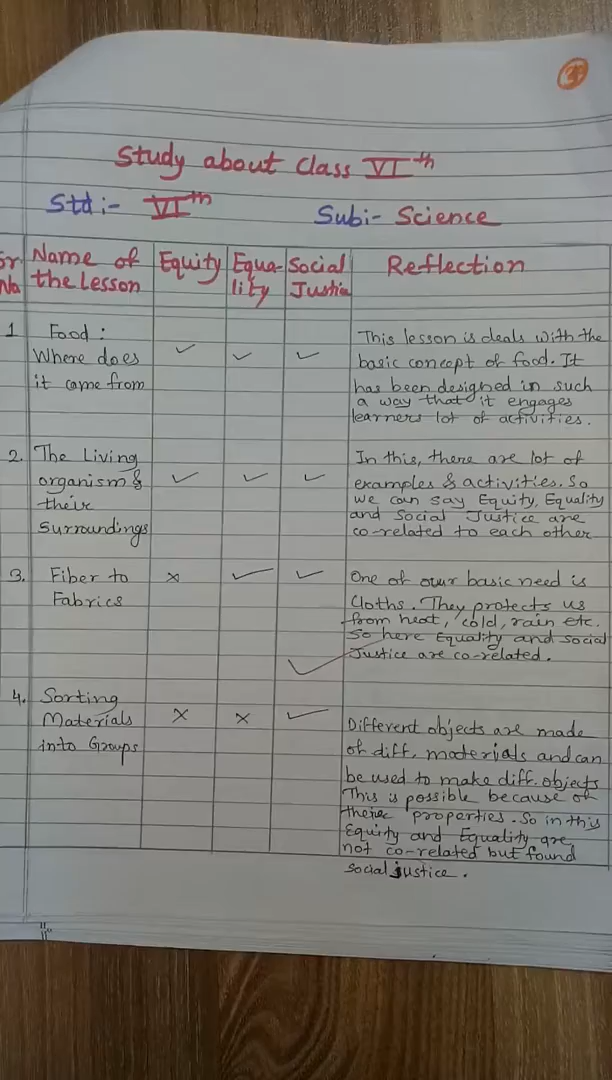 27
Study about Class VIth
Std:- VIth Sub:- Science
Sr. No Name of the Lesson Equity Equality Social Justice Reflection
1 Food:
Where does
it came from
This lesson is deals with the
basic concept of food. It
has been designed in such
a way that it engages
learners lot of activities.
2. The Living
organism &
their
Surroundings
In this, there are lot of
examples & activities. So
we can say Equity, Equality
and Social Justice are
co-related to each other
3. Fiber to
Fabrics
One of our basic need is
Cloths. They protects us
from heat, cold, rain etc.
So here Equality and social
Justice are co-related.
4. Sorting
Materials
into Groups
Different objects are made
of diff. materials and can
be used to make diff. objects
This is possible because of
their properties. So in this
Equity and Equality are
not co-related but found
social justice.